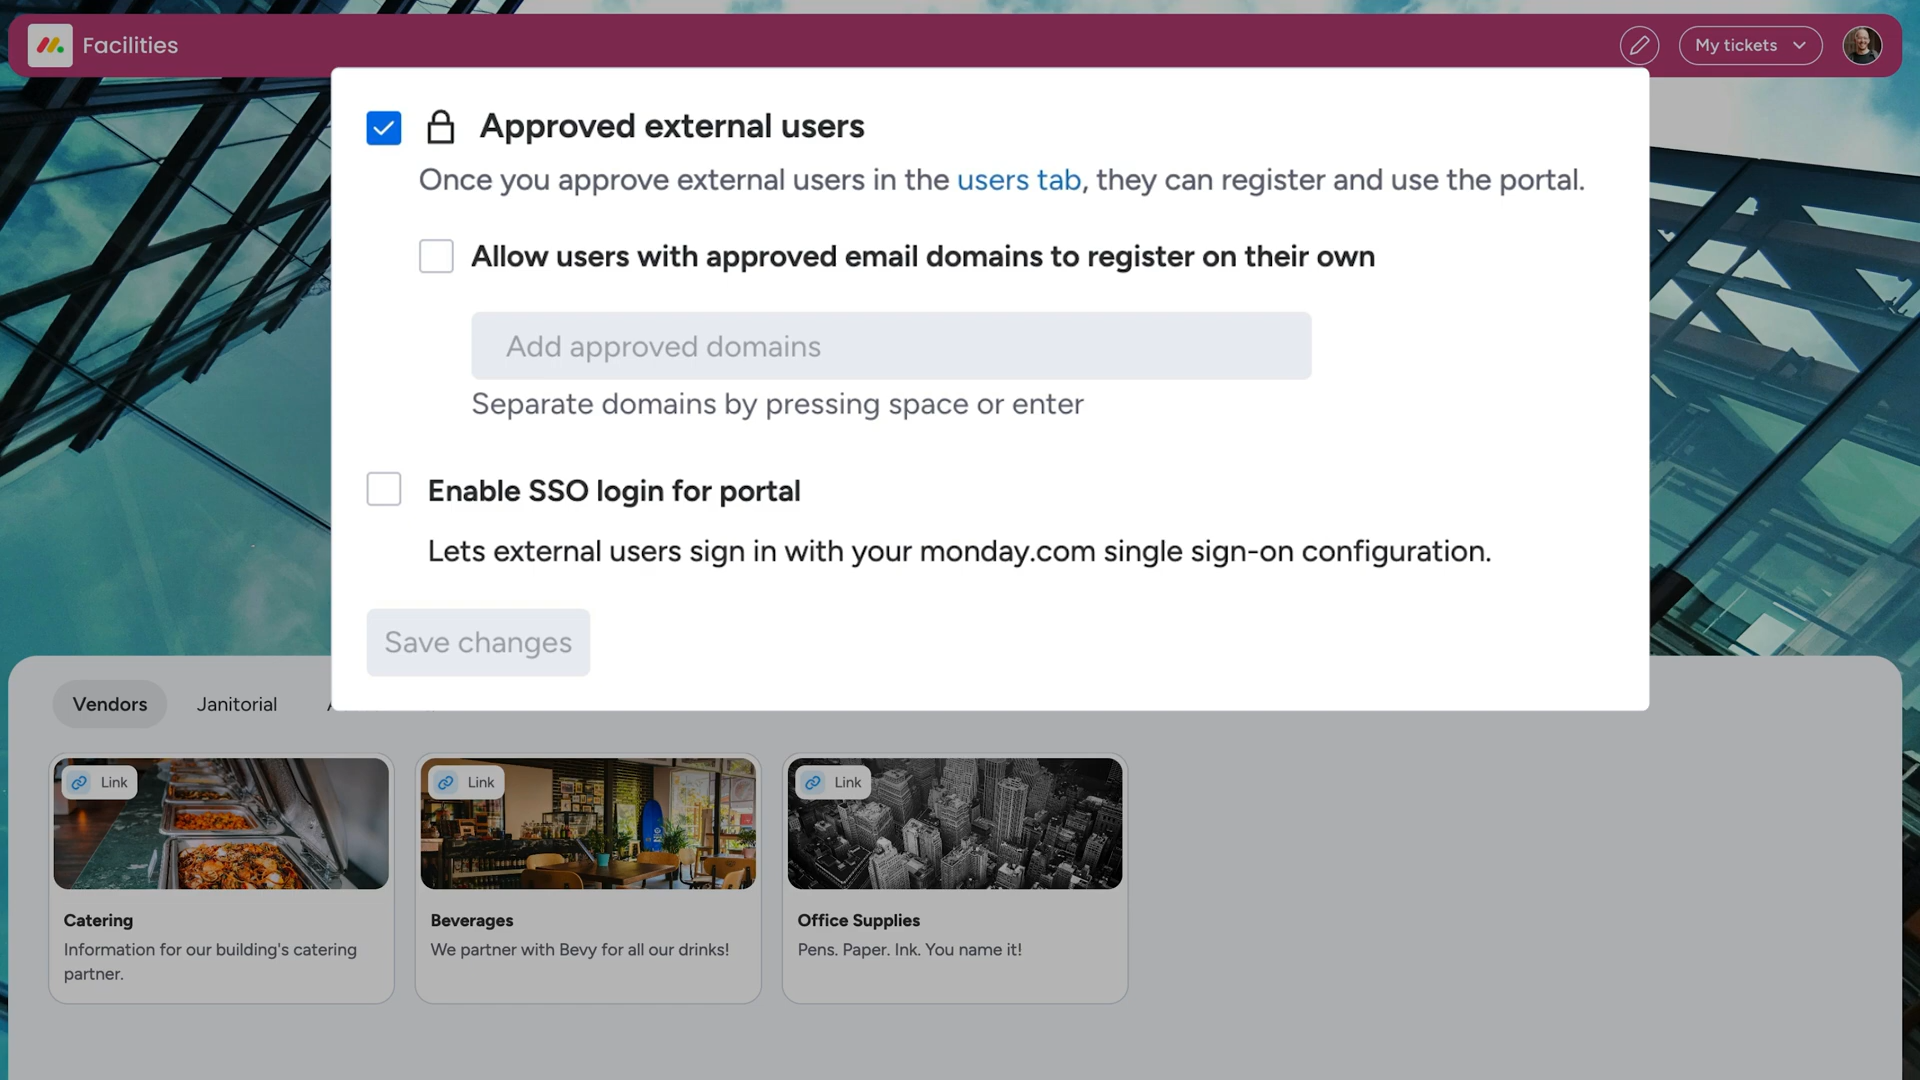 Facilities
My tickets
Approved external users
Once you approve external users in the users tab, they can register and use the portal.
Allow users with approved email domains to register on their own
Add approved domains
Separate domains by pressing space or enter
Enable SSO login for portal
Lets external users sign in with your monday.com single sign-on configuration.
Save changes
Vendors
Janitorial
Link
Link
Link
Catering
Information for our building's catering
partner.
Beverages
We partner with Bevy for all our drinks!
Office Supplies
Pens. Paper. Ink. You name it!